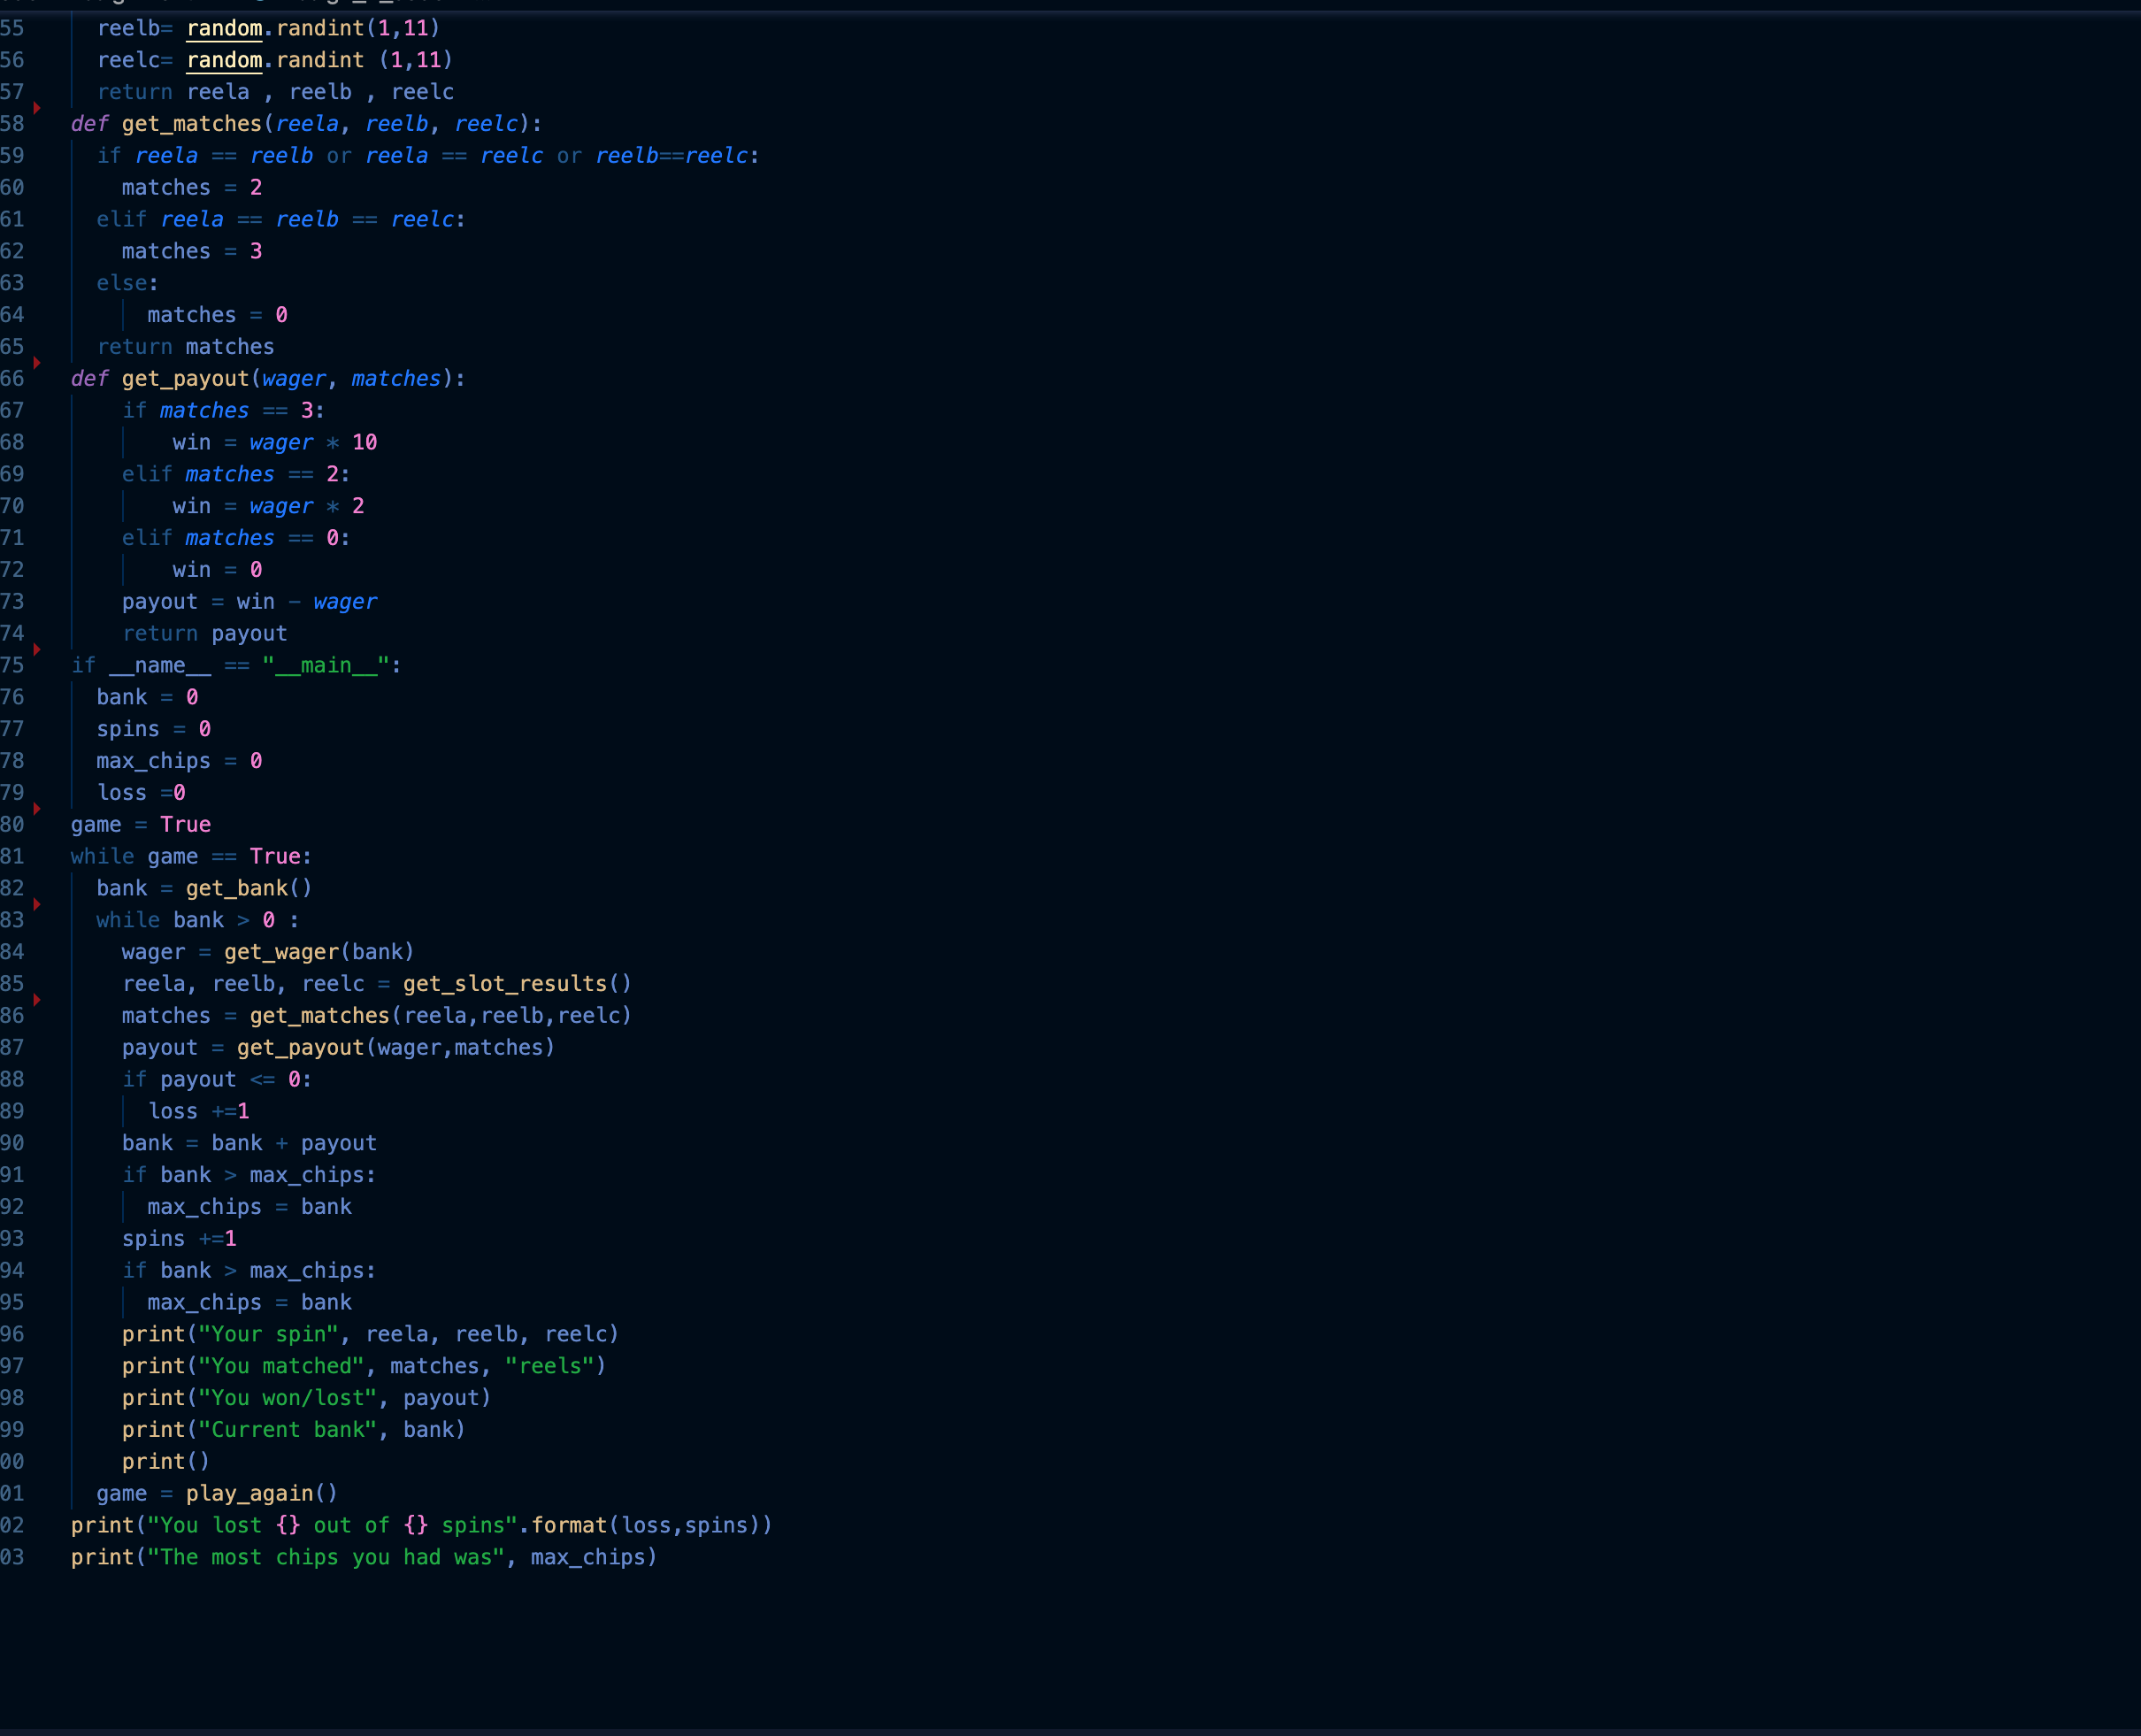 55 reelb= random.randint(1,11)
56 reelc= random.randint (1,11)
57 return reela , reelb , reelc
58 def get_matches(reela, reelb, reelc):
59 if reela == reelb or reela == reelc or reelb==reelc:
60 matches = 2
61 elif reela == reelb == reelc:
62 matches = 3
63 else:
64 matches = 0
65 return matches
66 def get_payout(wager, matches):
67 if matches == 3:
68 win = wager * 10
69 elif matches == 2:
70 win = wager * 2
71 elif matches == 0:
72 win = 0
73 payout = win - wager
74 return payout
75 if __name__ == "__main__":
76 bank = 0
77 spins = 0
78 max_chips = 0
79 loss =0
80 game = True
81 while game == True:
82 bank = get_bank()
83 while bank > 0 :
84 wager = get_wager(bank)
85 reela, reelb, reelc = get_slot_results()
86 matches = get_matches(reela,reelb,reelc)
87 payout = get_payout(wager,matches)
88 if payout <= 0:
89 loss +=1
90 bank = bank + payout
91 if bank > max_chips:
92 max_chips = bank
93 spins +=1
94 if bank > max_chips:
95 max_chips = bank
96 print("Your spin", reela, reelb, reelc)
97 print("You matched", matches, "reels")
98 print("You won/lost", payout)
99 print("Current bank", bank)
00 print()
01 game = play_again()
02 print("You lost {} out of {} spins".format(loss,spins))
03 print("The most chips you had was", max_chips)